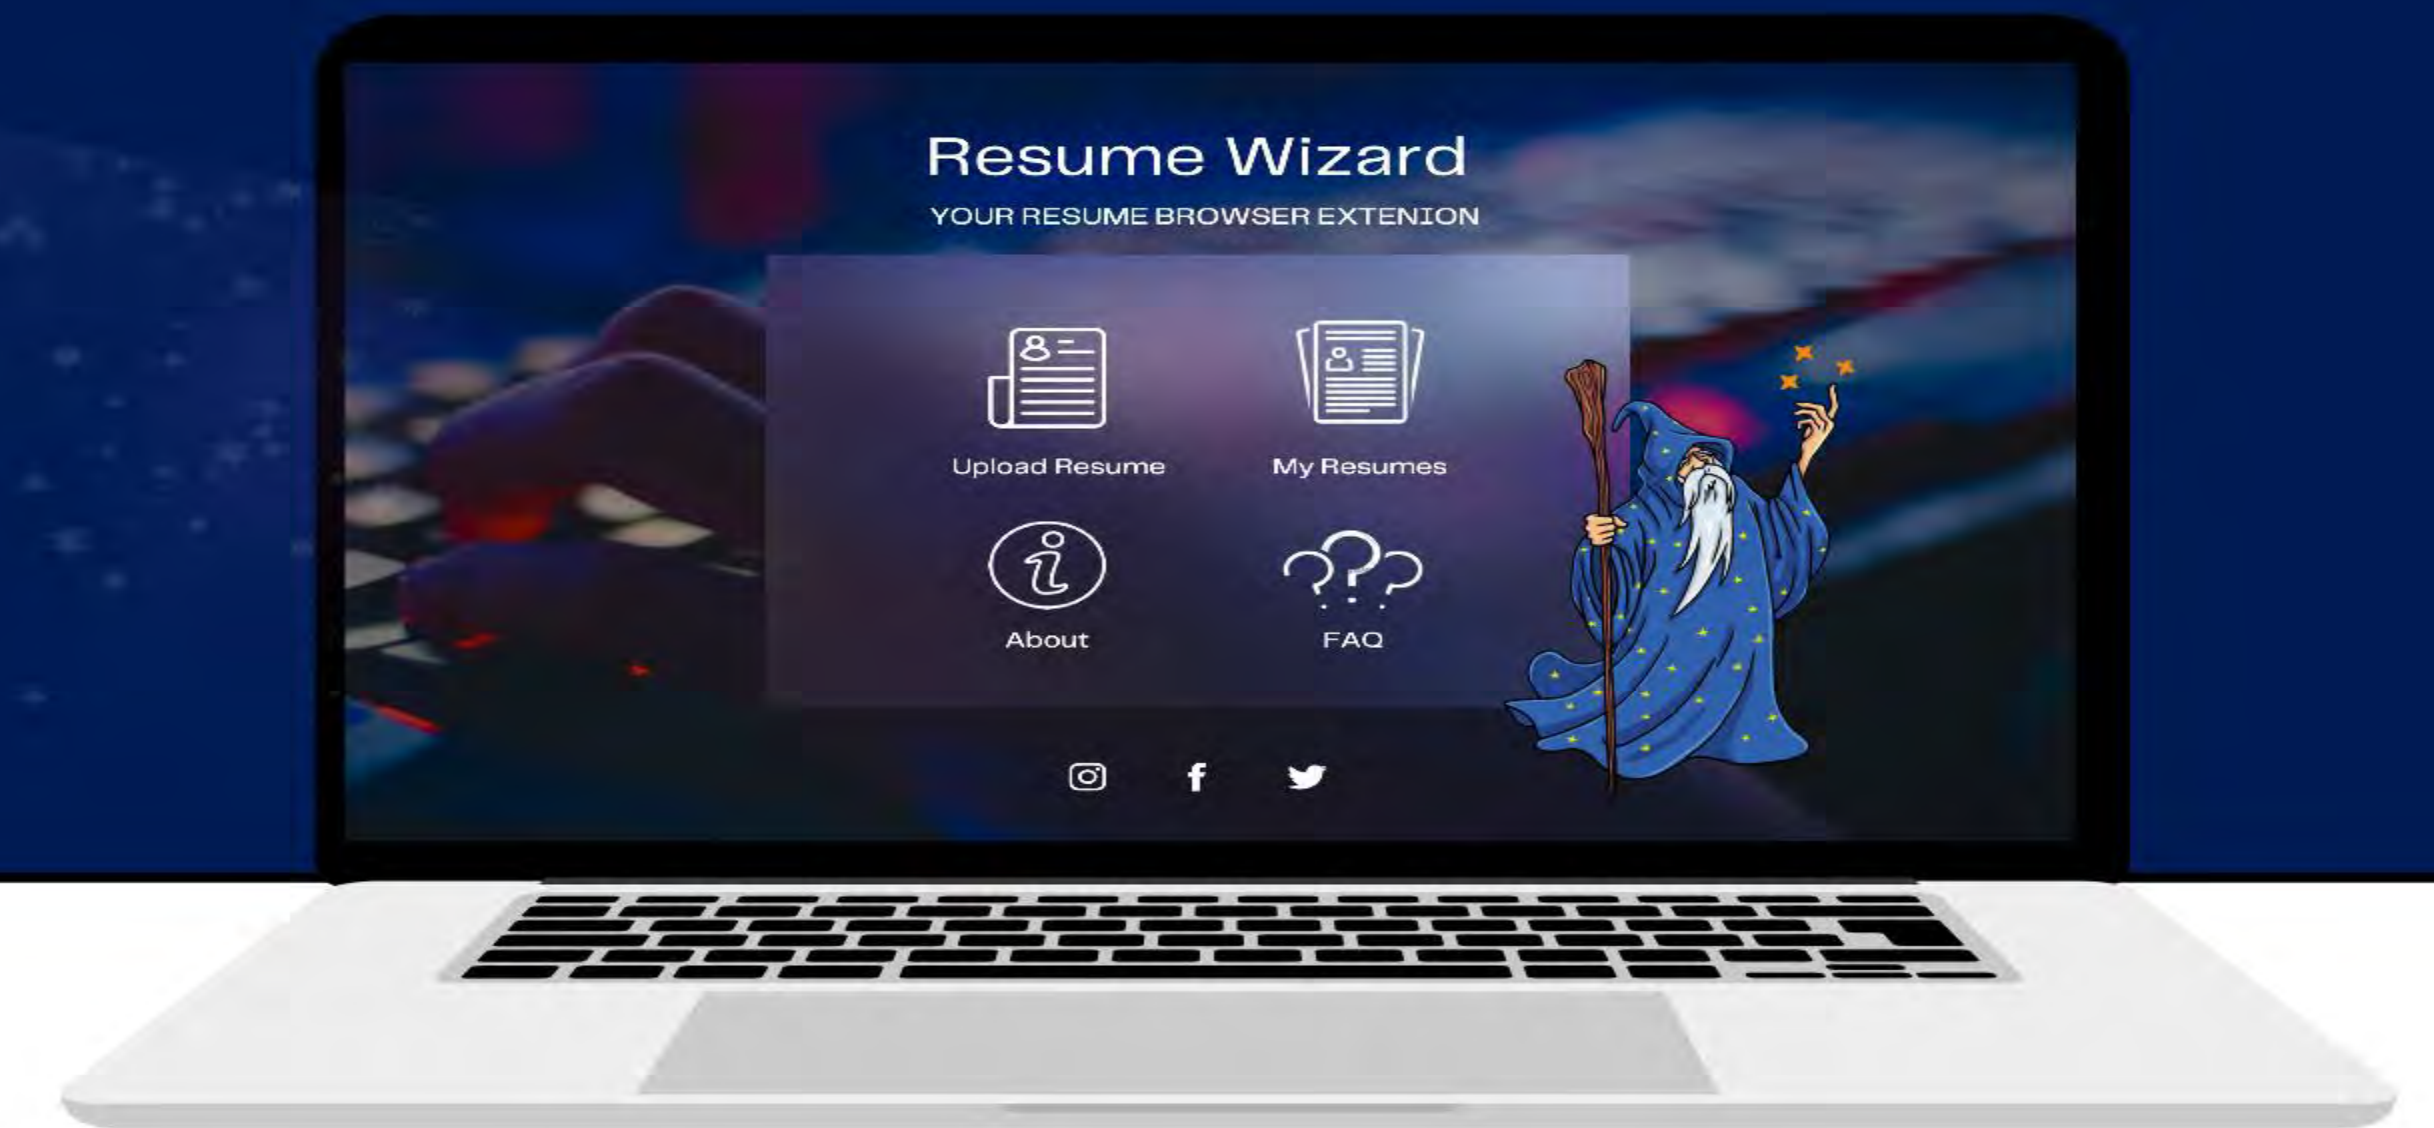 Resume Wizard
YOUR RESUME BROWSER EXTENION
Upload Resume
My Resumes
About
FAQ